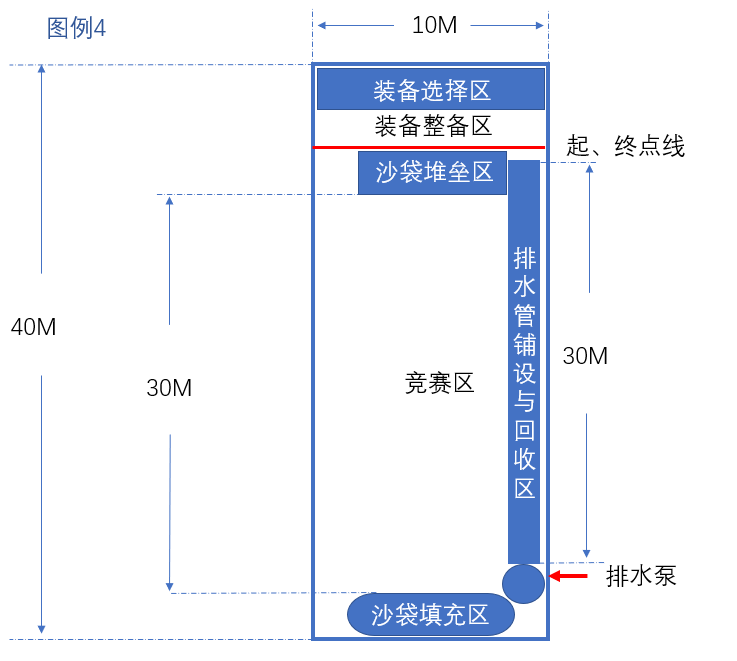 图例4
10M
装备选择区
装备整备区
起、终点线
沙袋堆垒区
排水管铺设与回收区
40M
30M
竞赛区
30M
排水泵
沙袋填充区